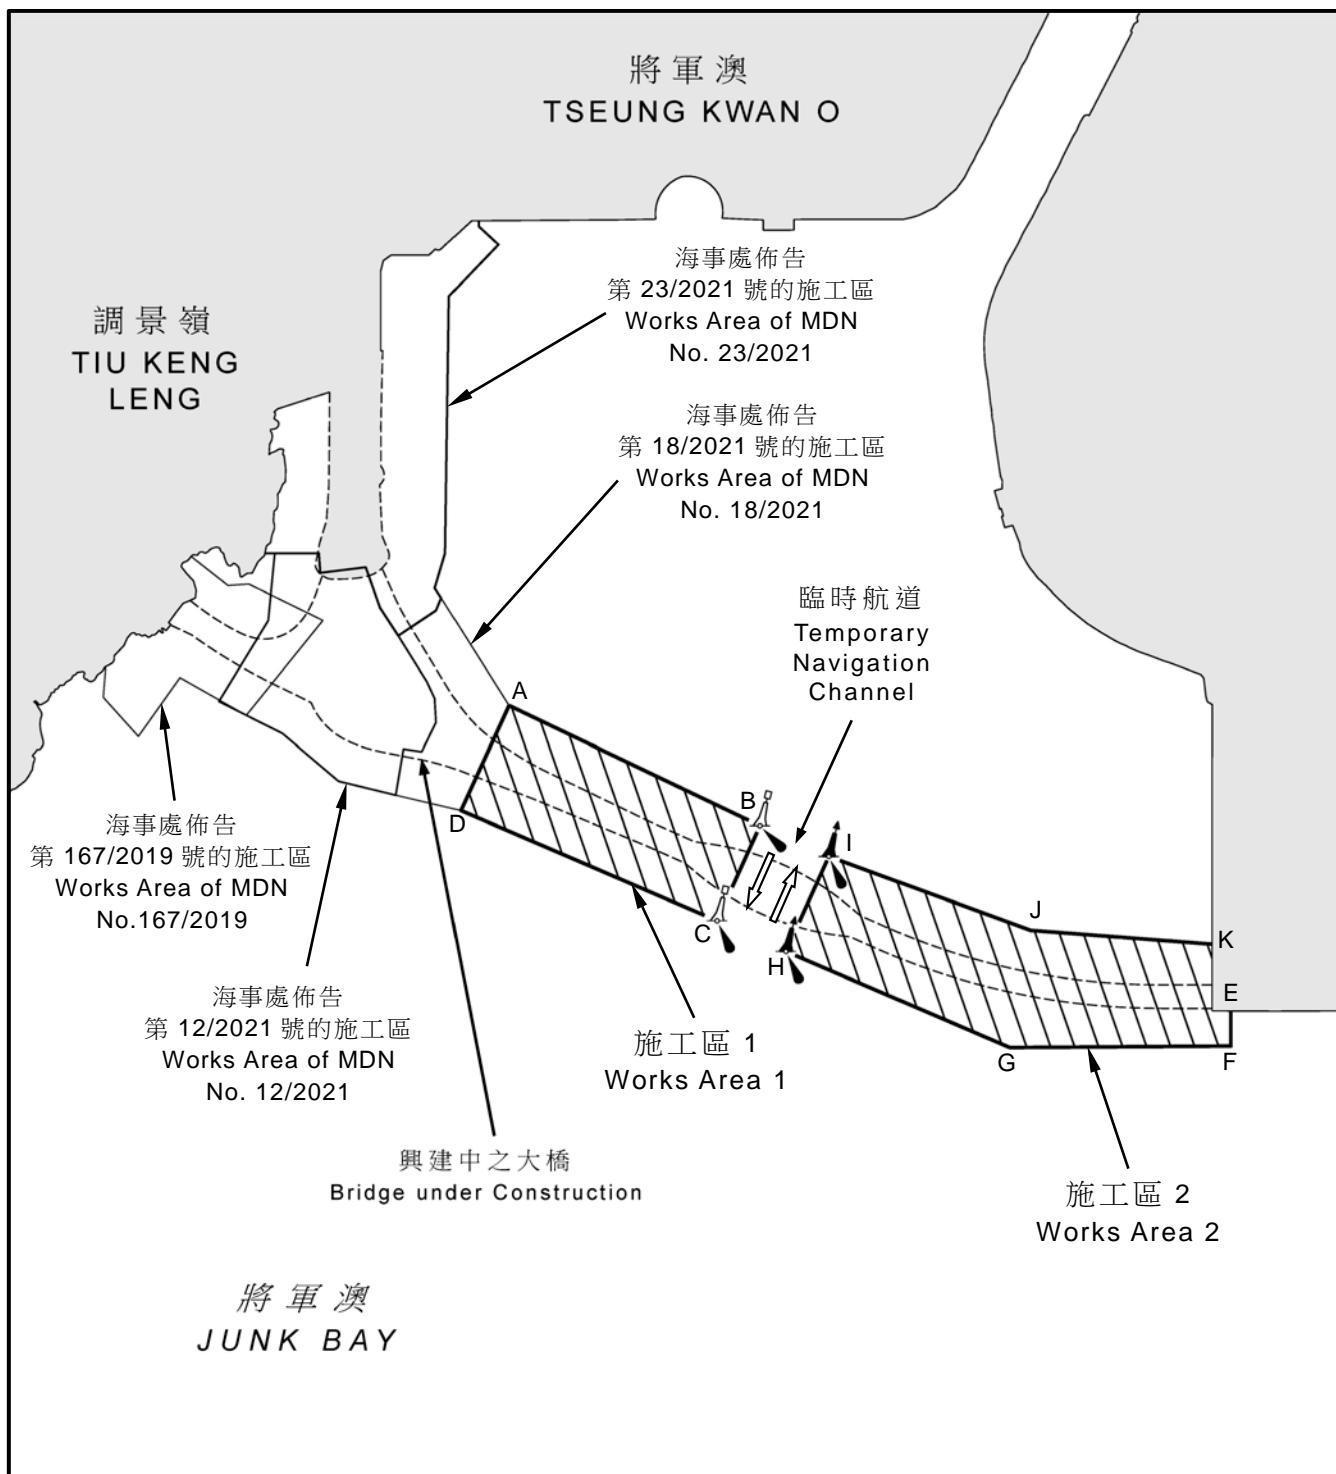 將軍澳
TSEUNG KWAN O
海事處佈告
第 23/2021 號的施工區
Works Area of MDN
No. 23/2021
調景嶺
TIU KENG
LENG
海事處佈告
第 18/2021 號的施工區
Works Area of MDN
No. 18/2021
臨時航道
Temporary
Navigation
Channel
A
B
D
I
C
H
J
K
E
G
F
海事處佈告
第 167/2019 號的施工區
Works Area of MDN
No.167/2019
海事處佈告
第 12/2021 號的施工區
Works Area of MDN
No. 12/2021
施工區 1
Works Area 1
興建中之大橋
Bridge under Construction
施工區 2
Works Area 2
將軍澳
JUNK BAY